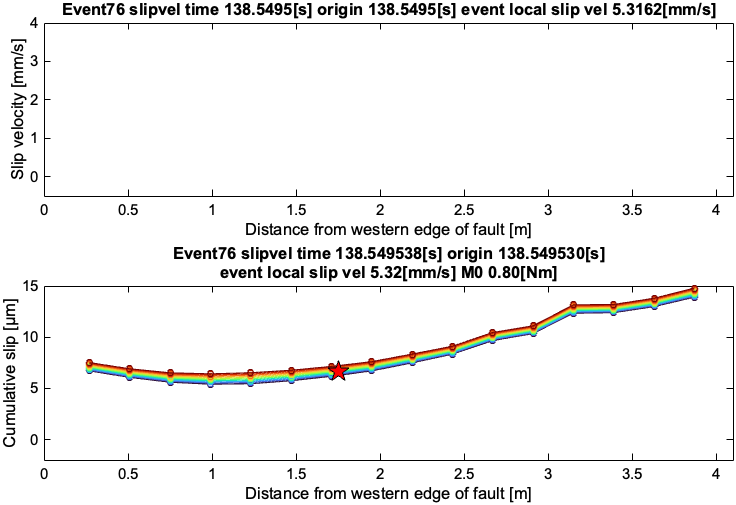 Event76 slipvel time 138.5495[s] origin 138.5495[s] event local slip vel 5.3162[mm/s]
4
3
2
1
0
Slip velocity [mm/s]
0 0.5 1 1.5 2 2.5 3 3.5 4
Distance from western edge of fault [m]
Event76 slipvel time 138.549538[s] origin 138.549530[s]
event local slip vel 5.32[mm/s] M0 0.80[Nm]
15
10
5
0
Cumulative slip [μm]
0 0.5 1 1.5 2 2.5 3 3.5 4
Distance from western edge of fault [m]